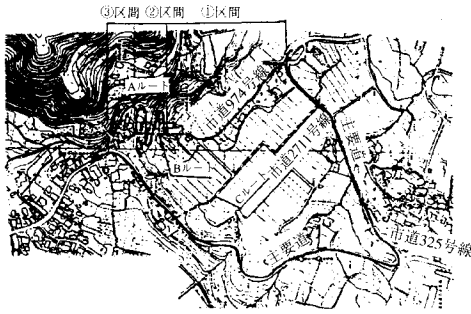 ③区間 ②区間 ①区間
Aルー
市道974号線
Bルー
Cルート 市道2711号線
主要道
主要道
市道325号線